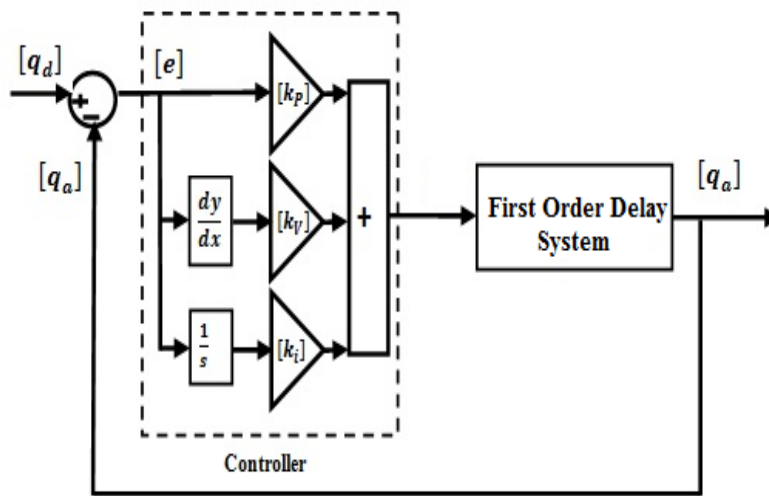 [q_d]
[e]
[k_P]
+
−
[q_a]
[q_a]
dy
dx
[k_V]
+
First Order Delay
System
1
s
[k_i]
Controller